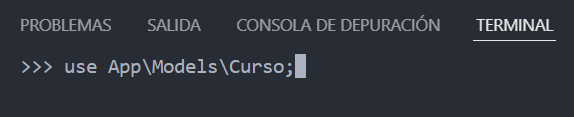 PROBLEMAS SALIDA CONSOLA DE DEPURACIÓN TERMINAL
>>> use App\Models\Curso;